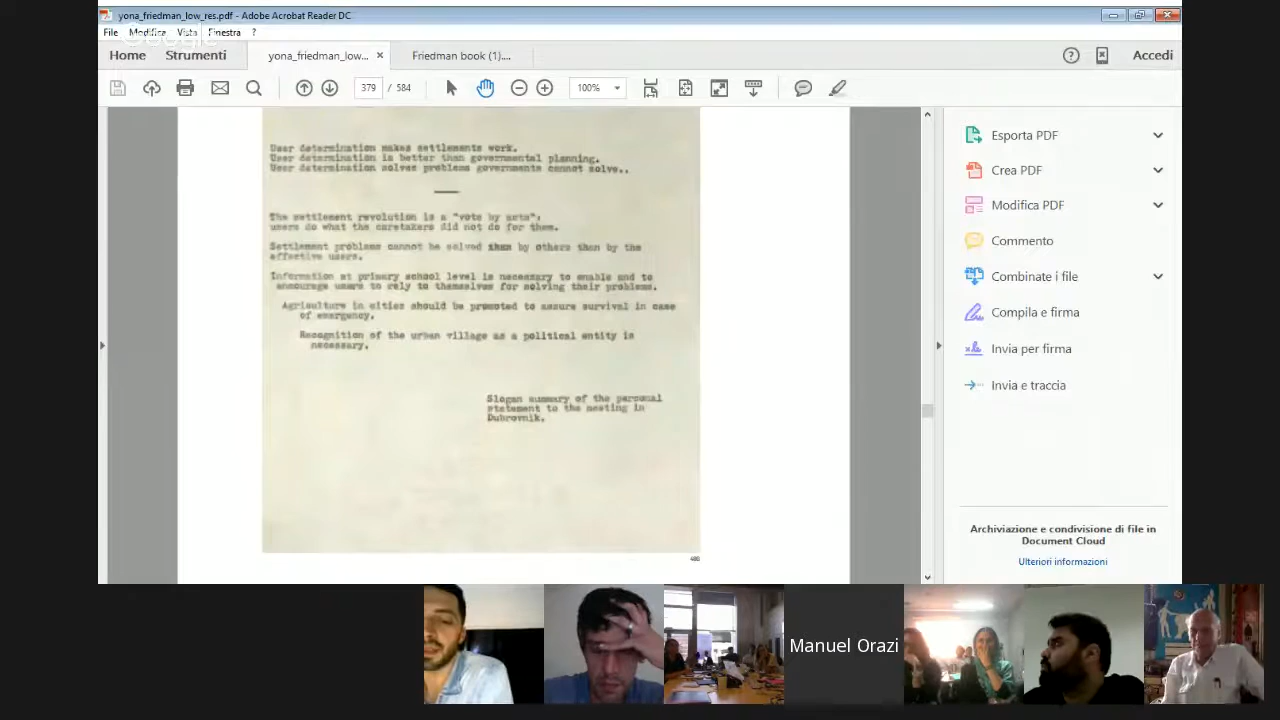 yona_friedman_low_res.pdf - Adobe Acrobat Reader DC
File Modifica Vista Finestra ?
Google
Home Strumenti yona_friedman_low... × Friedman book (1).... Accedi
379 / 584 100%
User determination makes settlements work.
User determination is better than governmental planning.
User determination solves problems governments cannot solve..
The settlement revolution is a "vote by acts":
users do what the caretakers did not do for them.
Settlement problems cannot be solved than by others then by the
effective users.
Information at primary school level is necessary to enable and to
encourage users to rely to themselves for solving their problems.
Agriculture in cities should be promoted to assure survival in case
of emergency.
Recognition of the urban village as a political entity is
necessary.
Slogan summary of the personal
statement to the meeting in
Dubrovnik.
Esporta PDF
Crea PDF
Modifica PDF
Commento
Combinate i file
Compila e firma
Invia per firma
Invia e traccia
Archiviazione e condivisione di file in
Document Cloud
Ulteriori informazioni
Manuel Orazi